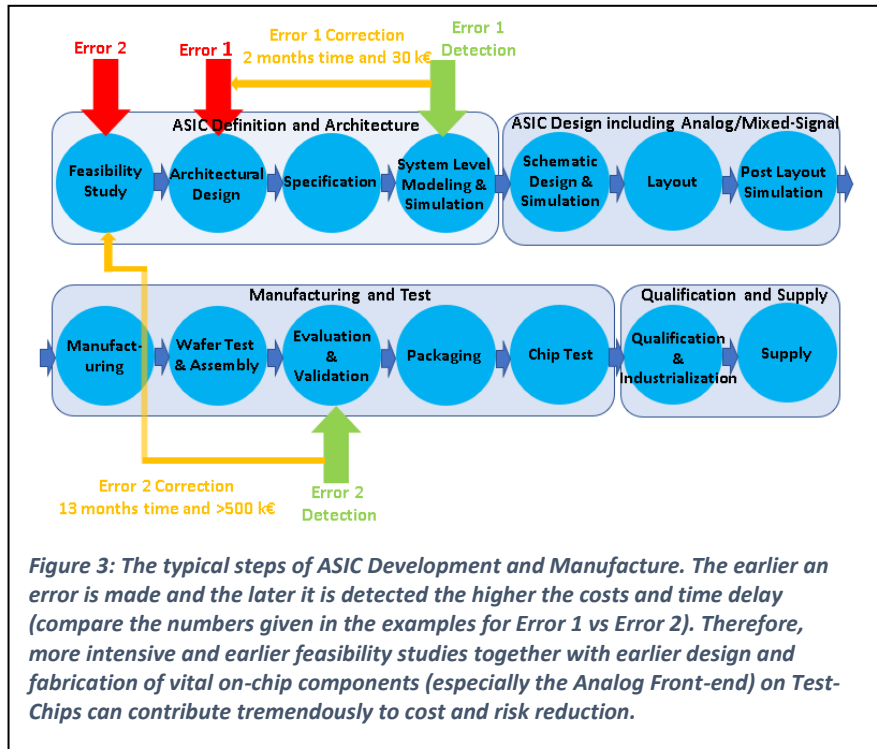 Error 2
Error 1
Error 1 Correction
2 months time and 30 k€
Error 1
Detection
ASIC Definition and Architecture
ASIC Design including Analog/Mixed-Signal
Feasibility
Study
Architectural
Design
Specification
System Level
Modeling &
Simulation
Schematic
Design &
Simulation
Layout
Post Layout
Simulation
Manufacturing and Test
Qualification and Supply
Manufact-
uring
Wafer Test
& Assembly
Evaluation
&
Validation
Packaging
Chip Test
Qualification
&
Industrialization
Supply
Error 2 Correction
13 months time and >500 k€
Error 2
Detection
Figure 3: The typical steps of ASIC Development and Manufacture. The earlier an
error is made and the later it is detected the higher the costs and time delay
(compare the numbers given in the examples for Error 1 vs Error 2). Therefore,
more intensive and earlier feasibility studies together with earlier design and
fabrication of vital on-chip components (especially the Analog Front-end) on Test-
Chips can contribute tremendously to cost and risk reduction.